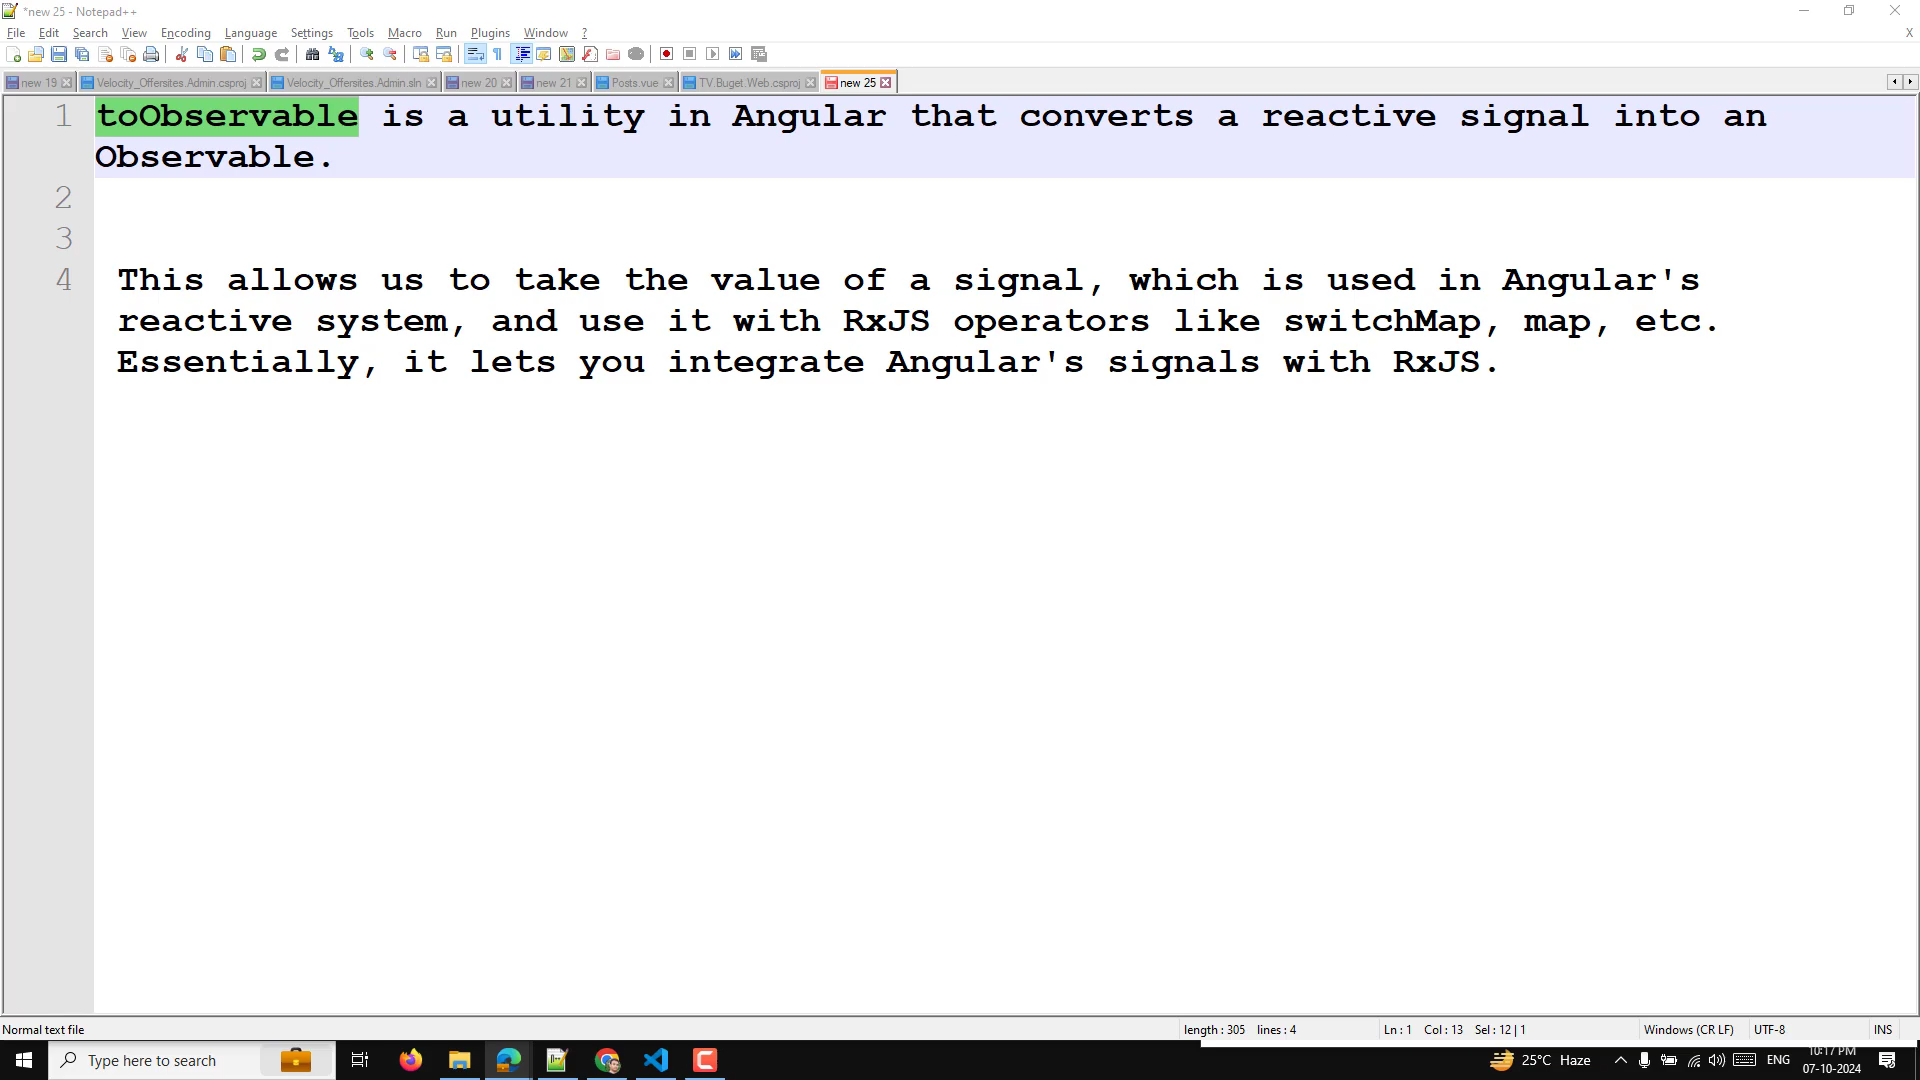 *new 25 - Notepad++
File Edit Search View Encoding Language Settings Tools Macro Run Plugins Window ? X
new 19 Velocity_Offersites.Admin.csproj Velocity_Offersites.Admin.sln new 20 new 21 Posts.vue TV.Buget.Web.csproj new 25
1 toObservable is a utility in Angular that converts a reactive signal into an
Observable.
2
3
4 This allows us to take the value of a signal, which is used in Angular's
reactive system, and use it with RxJS operators like switchMap, map, etc.
Essentially, it lets you integrate Angular's signals with RxJS.
Normal text file length : 305 lines : 4 Ln : 1 Col : 13 Sel : 12 | 1 Windows (CR LF) UTF-8 INS
Type here to search 25°C Haze ENG 10:17 PM
07-10-2024